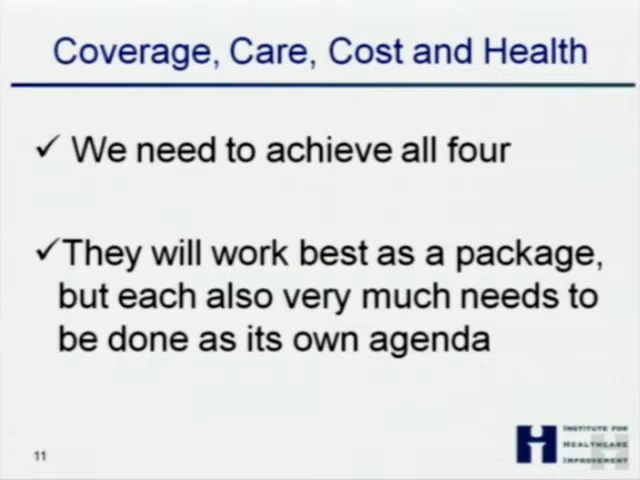 Coverage, Care, Cost and Health
✓ We need to achieve all four
✓They will work best as a package,
but each also very much needs to
be done as its own agenda
11
INSTITUTE FOR
HEALTHCARE
IMPROVEMENT